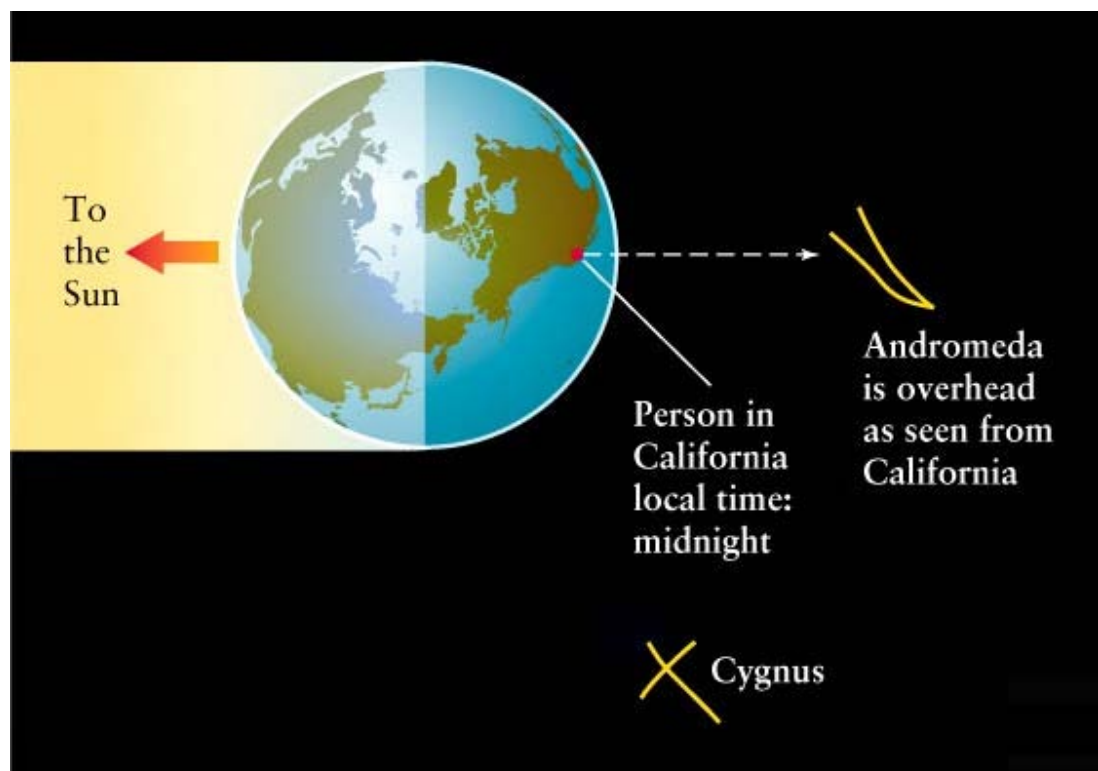 To
the
Sun
Andromeda
is overhead
as seen from
California
Person in
California
local time:
midnight
Cygnus